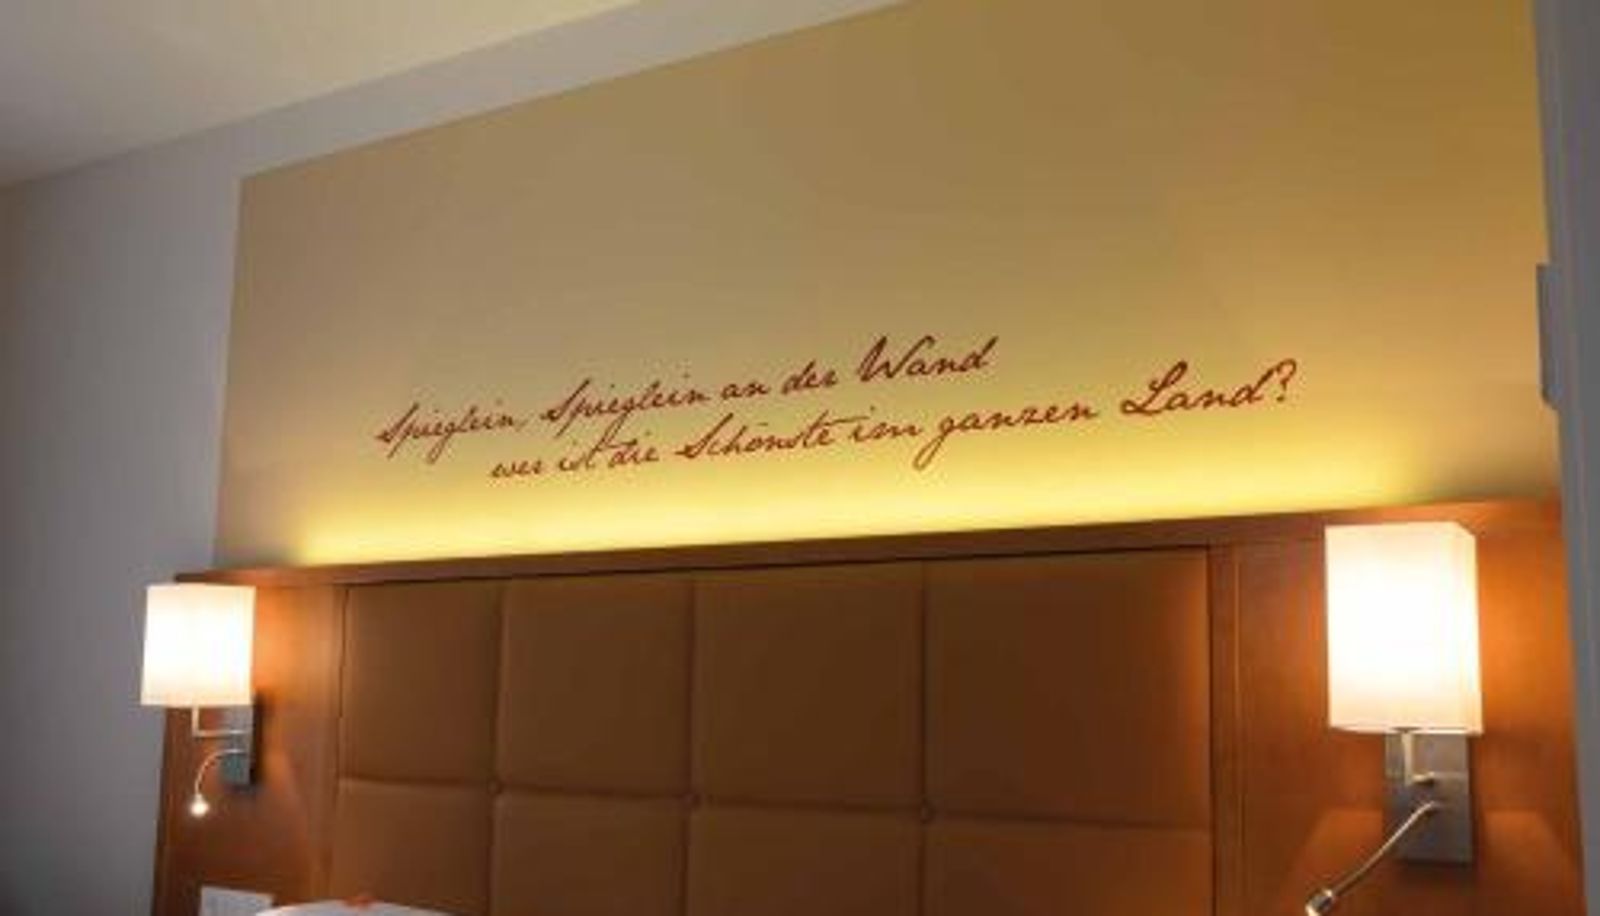 Spieglein, Spieglein an der Wand
wer ist die Schönste im ganzen Land?